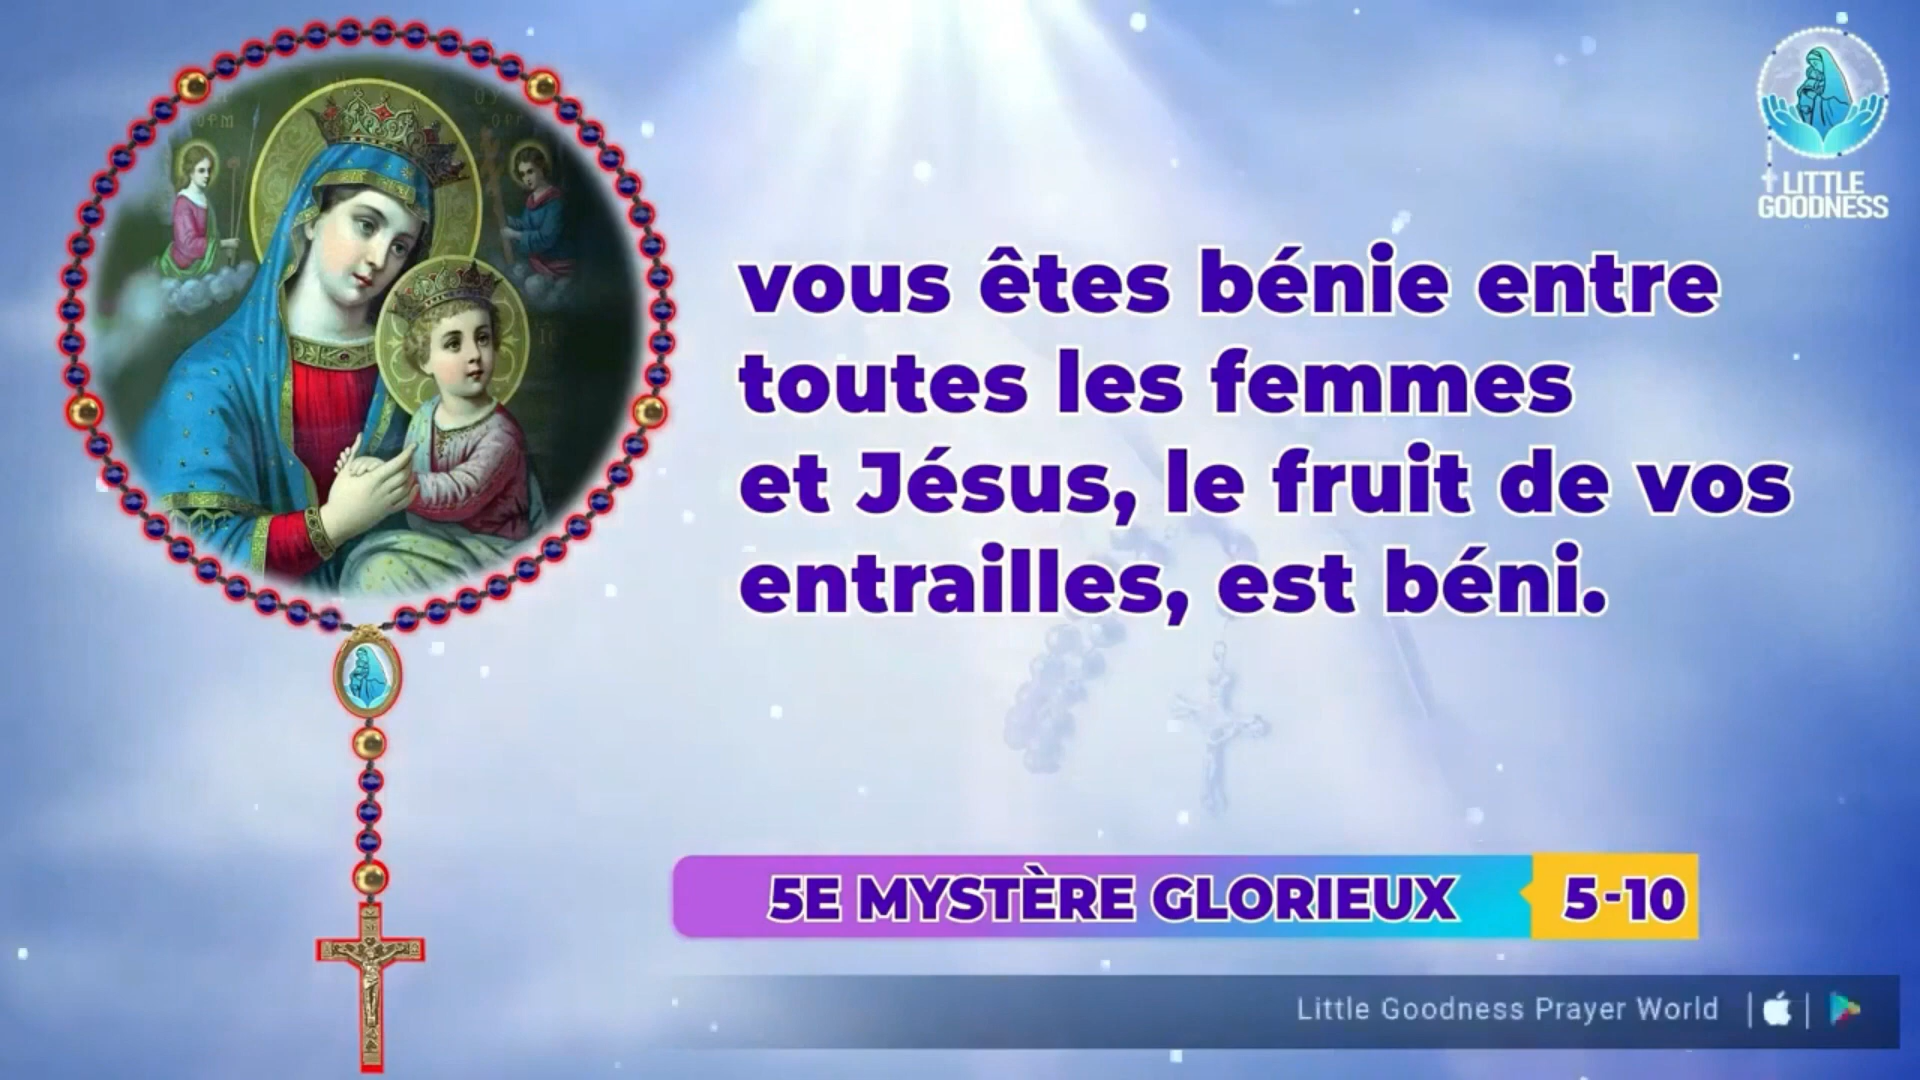 LITTLE
GOODNESS
vous êtes bénie entre
toutes les femmes
et Jésus, le fruit de vos
entrailles, est béni.
5E MYSTÈRE GLORIEUX
5-10
Little Goodness Prayer World